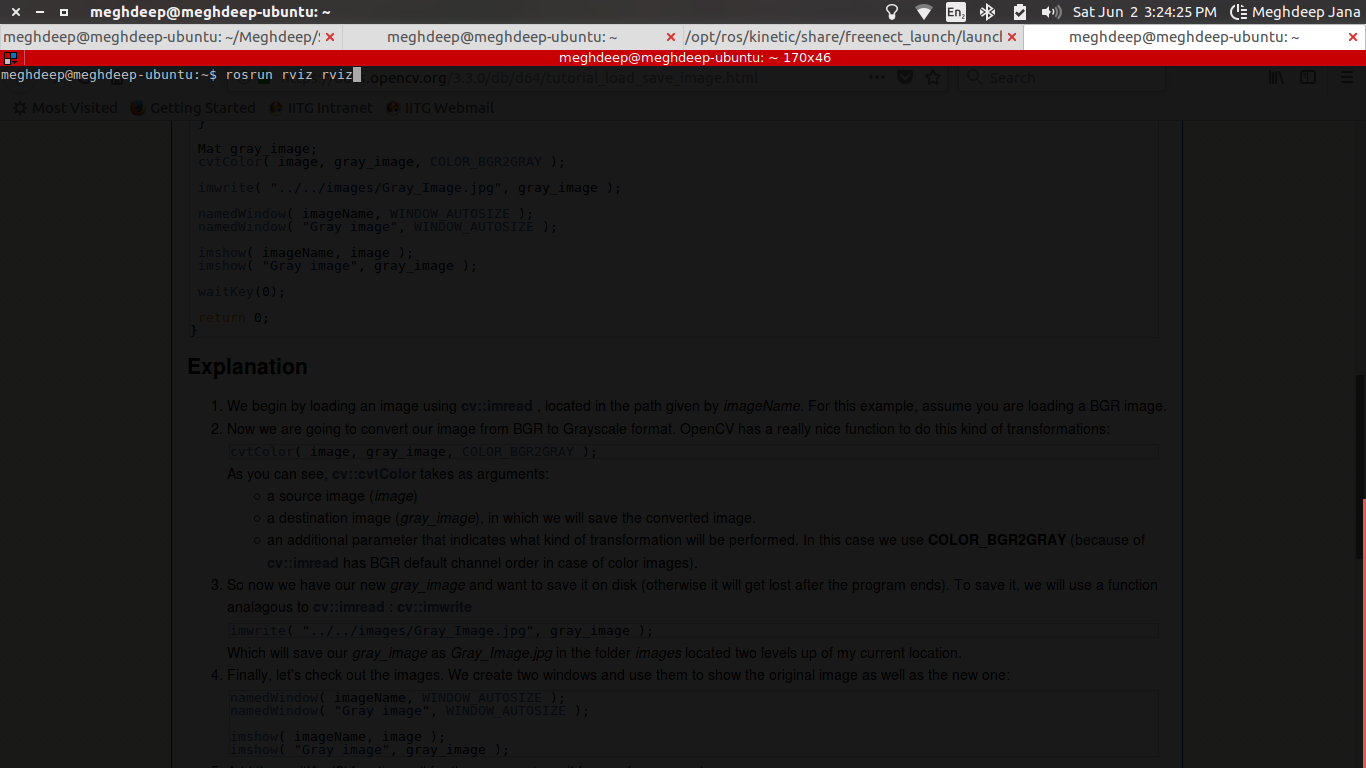 meghdeep@meghdeep-ubuntu: ~
En2 Sat Jun 2 3:24:25 PM Meghdeep Jana
meghdeep@meghdeep-ubuntu: ~/Meghdeep/S
meghdeep@meghdeep-ubuntu: ~
/opt/ros/kinetic/share/freenect_launch/launch
meghdeep@meghdeep-ubuntu: ~
meghdeep@meghdeep-ubuntu: ~ 170x46
meghdeep@meghdeep-ubuntu:~$ rosrun rviz rviz
.opencv.org/3.3.0/db/d64/tutorial_load_save_image.html
Search
Most Visited Getting Started IITG Intranet IITG Webmail
}
Mat gray_image;
cvtColor( image, gray_image, COLOR_BGR2GRAY );
imwrite( "../../images/Gray_Image.jpg", gray_image );
namedWindow( imageName, WINDOW_AUTOSIZE );
namedWindow( "Gray image", WINDOW_AUTOSIZE );
imshow( imageName, image );
imshow( "Gray image", gray_image );
waitKey(0);
return 0;
}
Explanation
1. We begin by loading an image using cv::imread , located in the path given by imageName. For this example, assume you are loading a BGR image.
2. Now we are going to convert our image from BGR to Grayscale format. OpenCV has a really nice function to do this kind of transformations:
cvtColor( image, gray_image, COLOR_BGR2GRAY );
As you can see, cv::cvtColor takes as arguments:
○ a source image (image)
○ a destination image (gray_image), in which we will save the converted image.
○ an additional parameter that indicates what kind of transformation will be performed. In this case we use COLOR_BGR2GRAY (because of
cv::imread has BGR default channel order in case of color images).
3. So now we have our new gray_image and want to save it on disk (otherwise it will get lost after the program ends). To save it, we will use a function
analagous to cv::imread : cv::imwrite
imwrite( "../../images/Gray_Image.jpg", gray_image );
Which will save our gray_image as Gray_Image.jpg in the folder images located two levels up of my current location.
4. Finally, let's check out the images. We create two windows and use them to show the original image as well as the new one:
namedWindow( imageName, WINDOW_AUTOSIZE );
namedWindow( "Gray image", WINDOW_AUTOSIZE );
imshow( imageName, image );
imshow( "Gray image", gray_image );